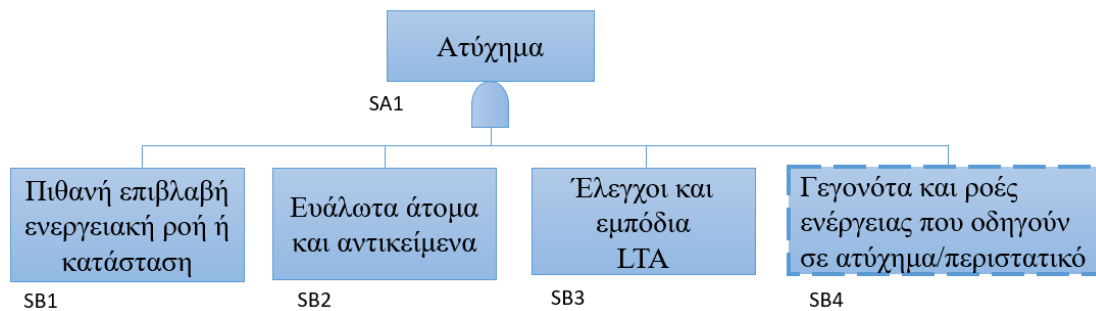 Ατύχημα
SA1
Πιθανή επιβλαβή
ενεργειακή ροή ή
κατάσταση
SB1
Ευάλωτα άτομα
και αντικείμενα
SB2
Έλεγχοι και
εμπόδια
LTA
SB3
Γεγονότα και ροές
ενέργειας που οδηγούν
σε ατύχημα/περιστατικό
SB4